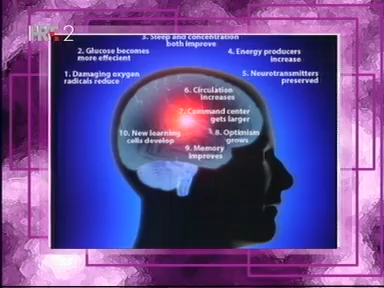 HRT 2
3. Sleep and concentration
both improve
2. Glucose becomes
more effecient
4. Energy producers
increase
1. Damaging oxygen
radicals reduce
5. Neurotransmitters
preserved
6. Circulation
increases
7. Command center
gets larger
10. New learning
cells develop
8. Optimism
grows
9. Memory
improves